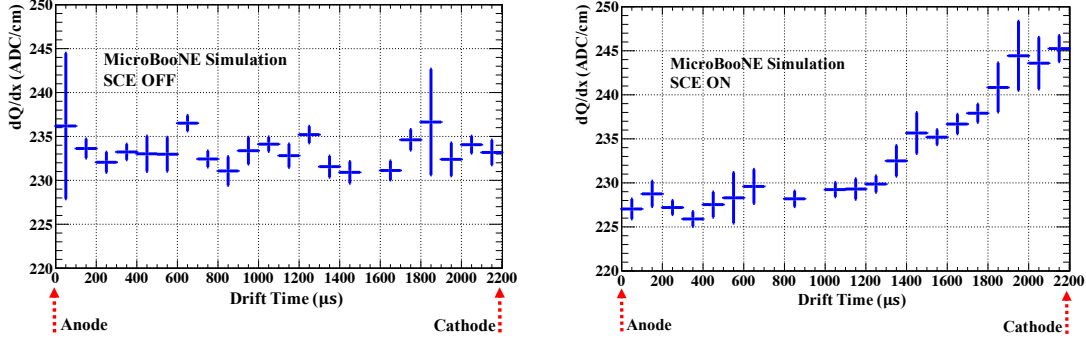 dQ/dx (ADC/cm)
250
245
240
235
230
225
220
MicroBooNE Simulation
SCE OFF
0 200 400 600 800 1000 1200 1400 1600 1800 2000 2200
Drift Time (μs)
Anode
Cathode
dQ/dx (ADC/cm)
250
245
240
235
230
225
220
MicroBooNE Simulation
SCE ON
0 200 400 600 800 1000 1200 1400 1600 1800 2000 2200
Drift Time (μs)
Anode
Cathode